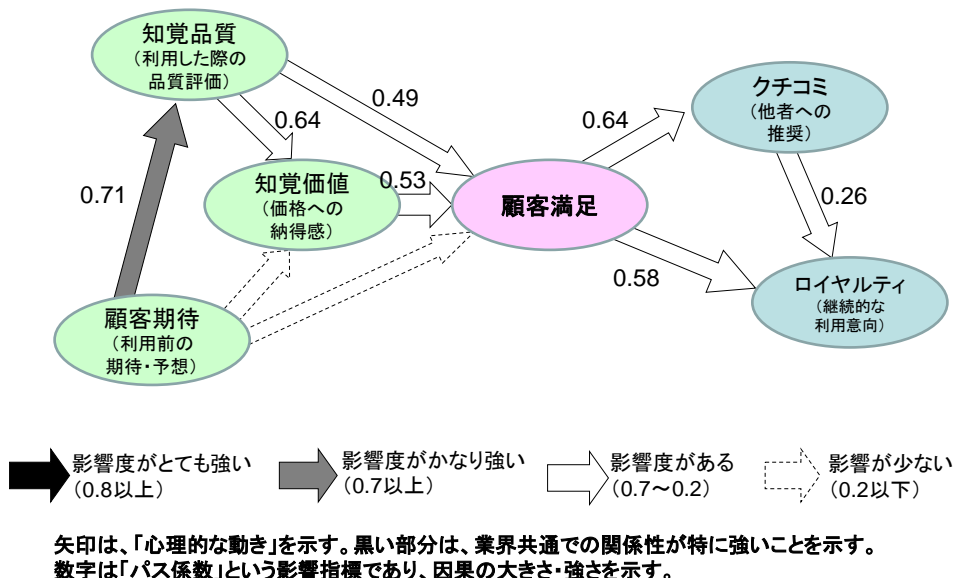 知覚品質
（利用した際の
品質評価）
0.49
0.64
クチコミ
（他者への
推奨）
0.64
0.71
知覚価値
（価格への
納得感）
0.53
顧客満足
0.26
0.58
ロイヤルティ
（継続的な
利用意向）
顧客期待
（利用前の
期待・予想）
影響度がとても強い
（0.8以上）
影響度がかなり強い
（0.7以上）
影響度がある
（0.7～0.2）
影響が少ない
（0.2以下）
矢印は、「心理的な動き」を示す。黒い部分は、業界共通での関係性が特に強いことを示す。
数字は「パス係数」という影響指標であり、因果の大きさ・強さを示す。